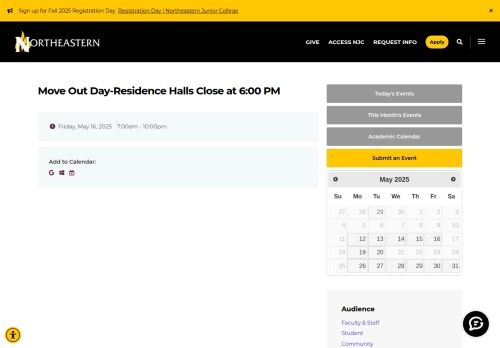 Sign up for Fall 2025 Registration Day Registration Day | Northeastern Junior College ×
NORTHEASTERN GIVE ACCESS NJC REQUEST INFO Apply
Move Out Day-Residence Halls Close at 6:00 PM
Friday, May 16, 2025 7:00am - 10:00pm
Add to Calendar:
Today's Events
This Month's Events
Academic Calendar
Submit an Event
May 2025
Su Mo Tu We Th Fr Sa
27 28 29 30 1 2 3
4 5 6 7 8 9 10
11 12 13 14 15 16 17
18 19 20 21 22 23 24
25 26 27 28 29 30 31
Audience
Faculty & Staff
Student
Community